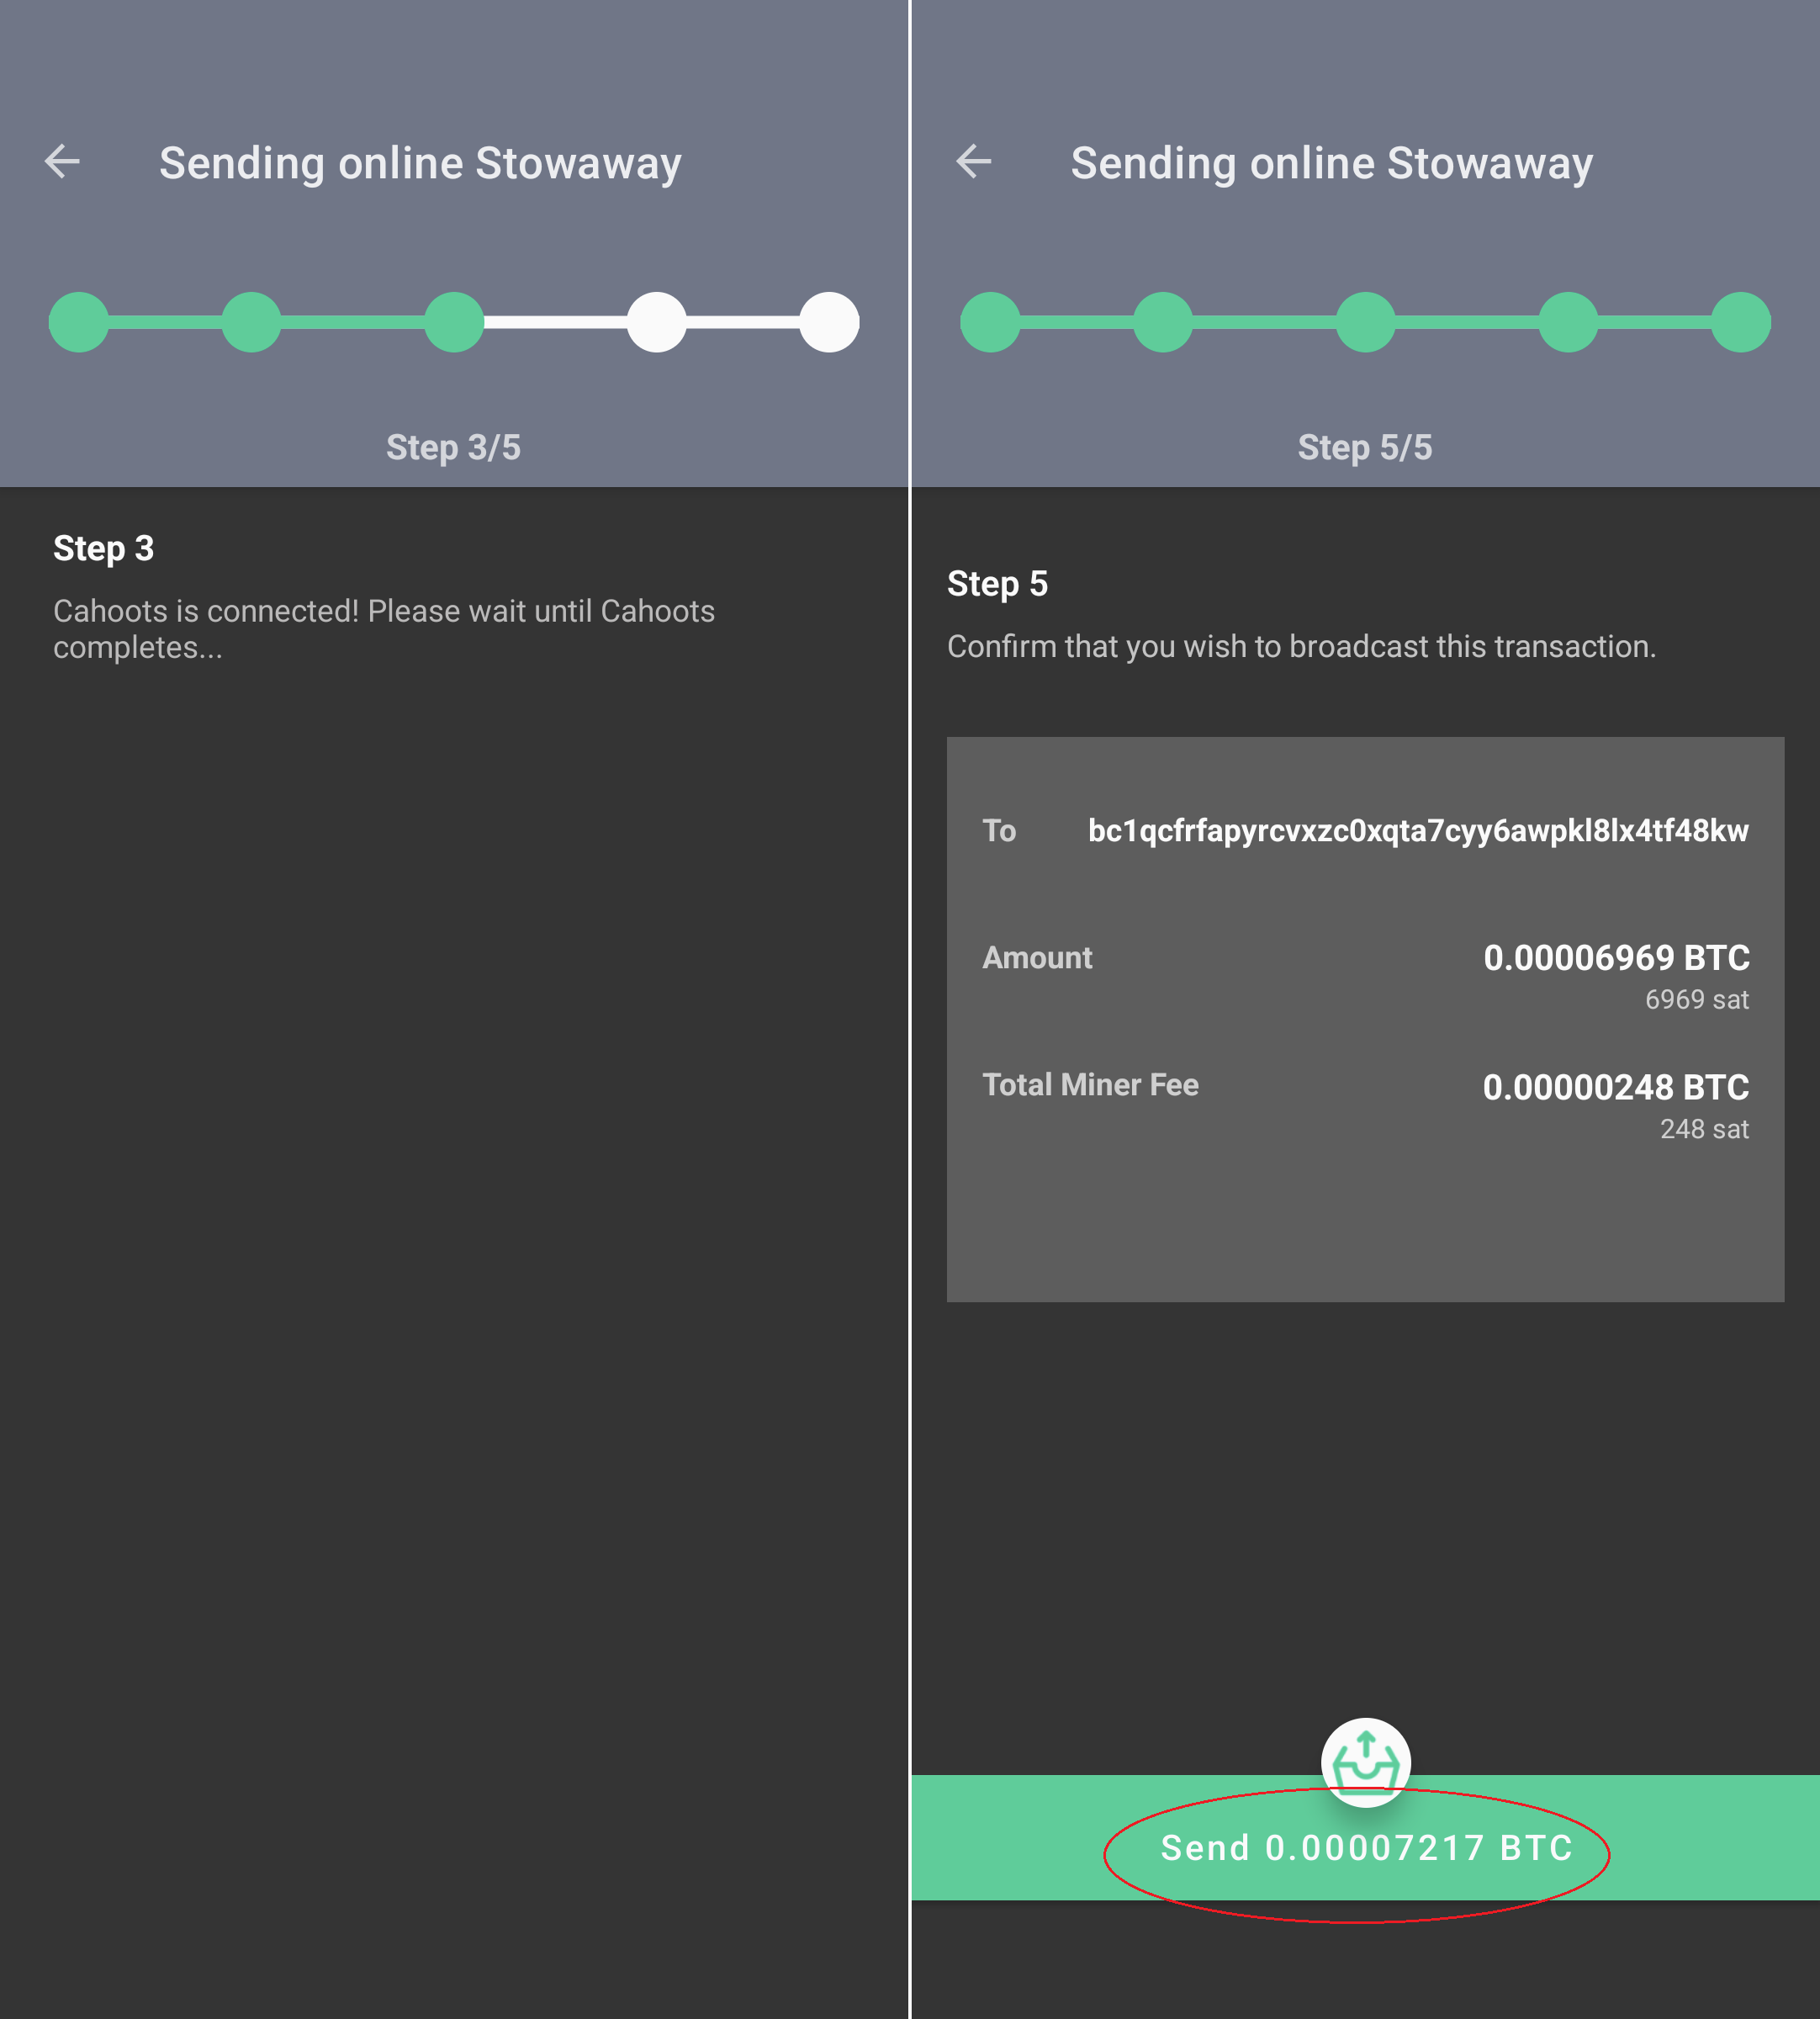 Sending online Stowaway
Step 3/5
Step 3
Cahoots is connected! Please wait until Cahoots
completes...
Sending online Stowaway
Step 5/5
Step 5
Confirm that you wish to broadcast this transaction.
To bc1qcfrfapyrcvxzc0xqta7cyy6awpkl8lx4tf48kw
Amount 0.00006969 BTC
6969 sat
Total Miner Fee 0.00000248 BTC
248 sat
Send 0.00007217 BTC